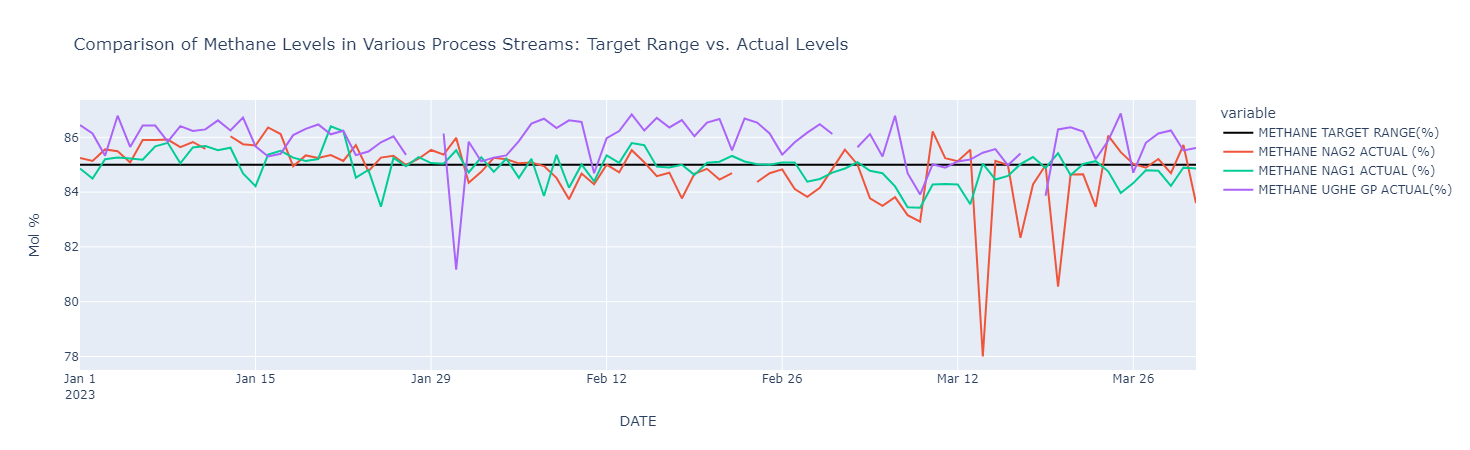 Comparison of Methane Levels in Various Process Streams: Target Range vs. Actual Levels
variable
METHANE TARGET RANGE(%)
METHANE NAG2 ACTUAL (%)
METHANE NAG1 ACTUAL (%)
METHANE UGHE GP ACTUAL(%)
Mol %
86
84
82
80
78
Jan 1
2023
Jan 15
Jan 29
Feb 12
Feb 26
Mar 12
Mar 26
DATE